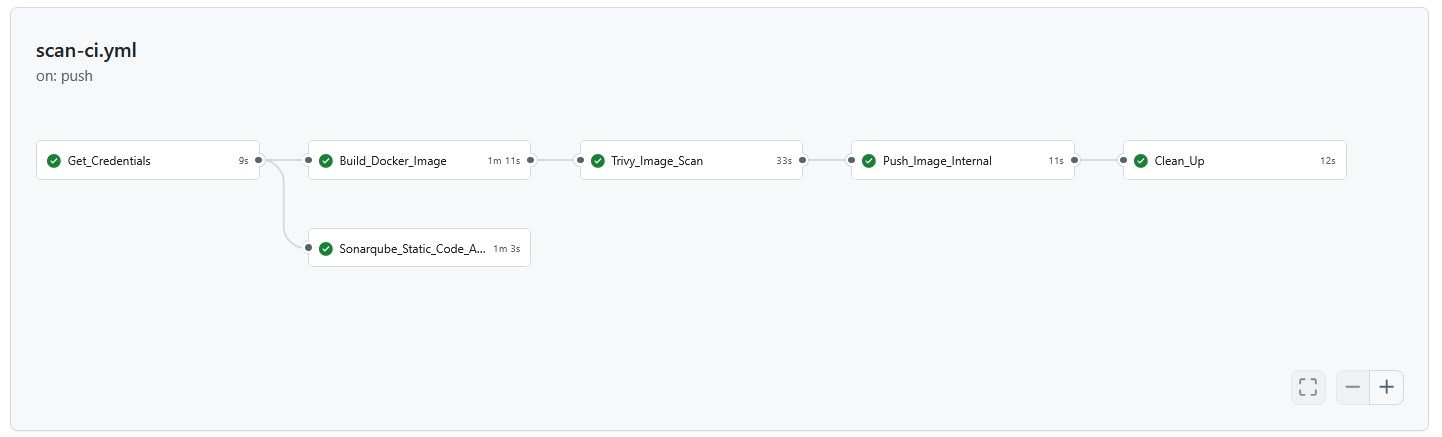 scan-ci.yml
on: push
Get_Credentials 9s
Build_Docker_Image 1m 11s
Trivy_Image_Scan 33s
Push_Image_Internal 11s
Clean_Up 12s
Sonarqube_Static_Code_A... 1m 3s